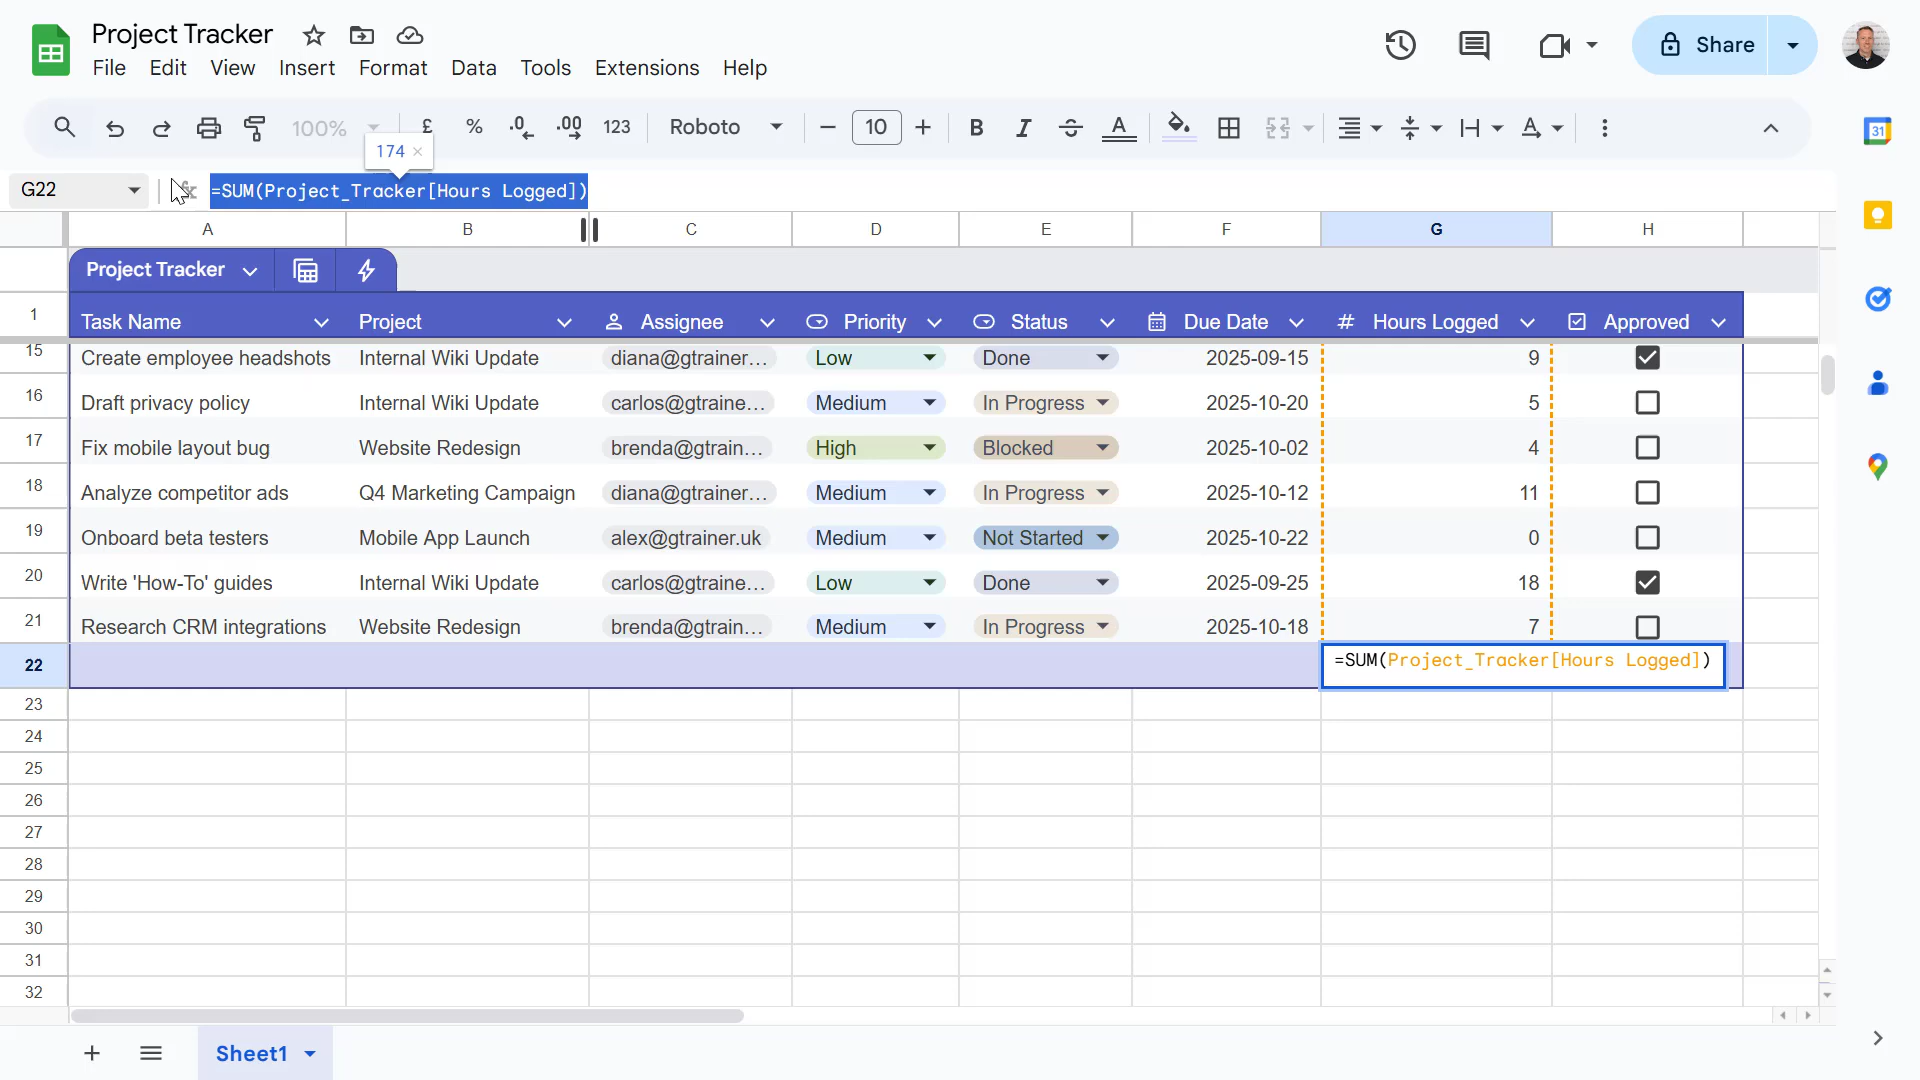 Project Tracker
File Edit View Insert Format Data Tools Extensions Help
Share
100% £ % .0 .00 123 Roboto 10 B I S A A
174 ×
31
G22 fx =SUM(Project_Tracker[Hours Logged])
A B C D E F G H
Project Tracker
1 Task Name Project Assignee Priority Status Due Date # Hours Logged Approved
15 Create employee headshots Internal Wiki Update diana@gtrainer... Low Done 2025-09-15 9
16 Draft privacy policy Internal Wiki Update carlos@gtraine... Medium In Progress 2025-10-20 5
17 Fix mobile layout bug Website Redesign brenda@gtrain... High Blocked 2025-10-02 4
18 Analyze competitor ads Q4 Marketing Campaign diana@gtrainer... Medium In Progress 2025-10-12 11
19 Onboard beta testers Mobile App Launch alex@gtrainer.uk Medium Not Started 2025-10-22 0
20 Write 'How-To' guides Internal Wiki Update carlos@gtraine... Low Done 2025-09-25 18
21 Research CRM integrations Website Redesign brenda@gtrain... Medium In Progress 2025-10-18 7
22 =SUM(Project_Tracker[Hours Logged])
23
24
25
26
27
28
29
30
31
32
Sheet1